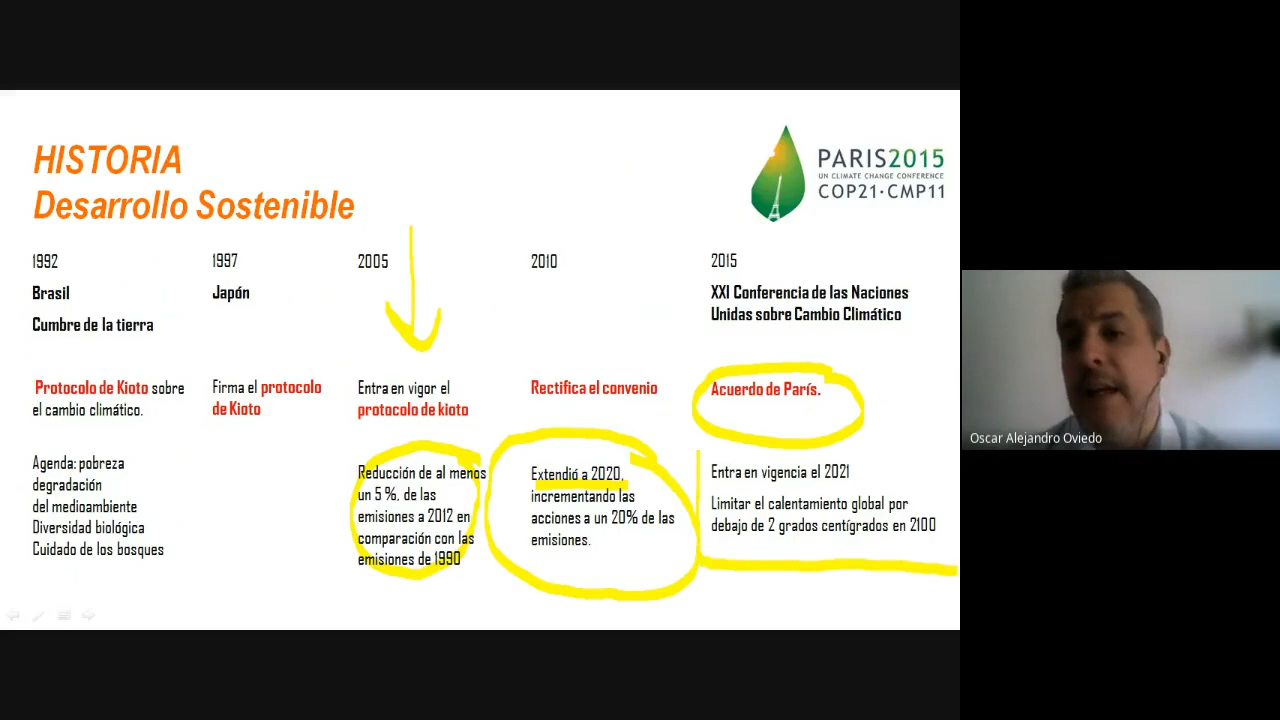 HISTORIA
Desarrollo Sostenible
PARIS2015
UN CLIMATE CHANGE CONFERENCE
COP21·CMP11
1992
Brasil
Cumbre de la tierra
Protocolo de Kioto sobre
el cambio climático.
Agenda: pobreza
degradación
del medioambiente
Diversidad biológica
Cuidado de los bosques
1997
Japón
Firma el protocolo
de Kioto
2005
Entra en vigor el
protocolo de kioto
Reducción de al menos
un 5 %, de las
emisiones a 2012 en
comparación con las
emisiones de 1990
2010
Rectifica el convenio
Extendió a 2020,
incrementando las
acciones a un 20% de las
emisiones.
2015
XXI Conferencia de las Naciones
Unidas sobre Cambio Climático
Acuerdo de París.
Entra en vigencia el 2021
Limitar el calentamiento global por
debajo de 2 grados centígrados en 2100
Oscar Alejandro Oviedo